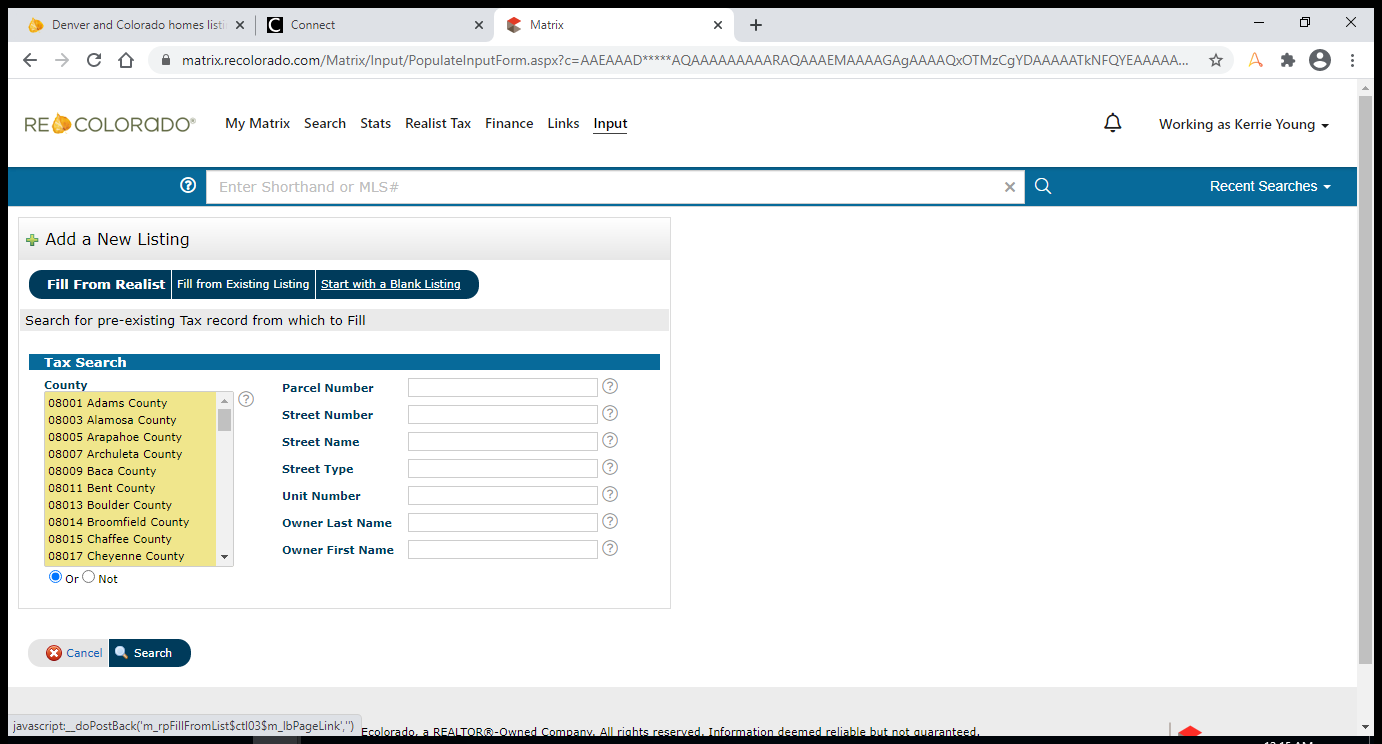 Denver and Colorado homes listi
Connect
Matrix
matrix.recolorado.com/Matrix/Input/PopulateInputForm.aspx?c=AAEAAAD*****AQAAAAAAAAARAQAAAEMAAAAGAgAAAAQxOTMzCgYDAAAAATkNFQYEAAAAA...
RECOLORADO®
My Matrix Search Stats Realist Tax Finance Links Input
Working as Kerrie Young
Enter Shorthand or MLS#
Recent Searches
Add a New Listing
Fill From Realist Fill from Existing Listing Start with a Blank Listing
Search for pre-existing Tax record from which to Fill
Tax Search
County
08001 Adams County
08003 Alamosa County
08005 Arapahoe County
08007 Archuleta County
08009 Baca County
08011 Bent County
08013 Boulder County
08014 Broomfield County
08015 Chaffee County
08017 Cheyenne County
Or Not
Parcel Number
Street Number
Street Name
Street Type
Unit Number
Owner Last Name
Owner First Name
Cancel Search
javascript:__doPostBack('m_rpFillFromList$ctl03$m_lbPageLink','')
Ecolorado, a REALTOR®-Owned Company. All rights reserved. Information deemed reliable but not guaranteed.